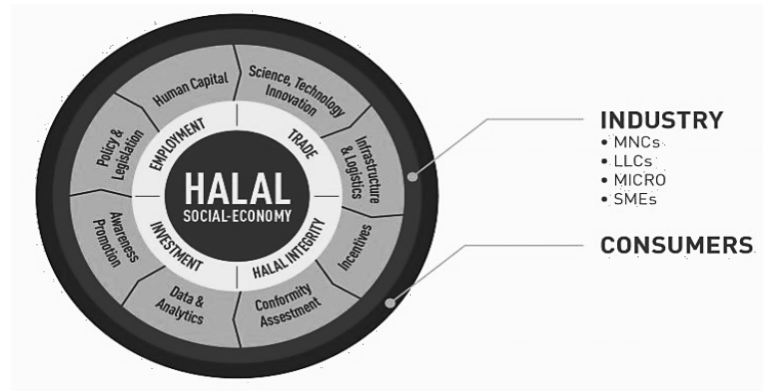 HALAL
SOCIAL-ECONOMY
EMPLOYMENT
TRADE
HALAL INTEGRITY
INVESTMENT
Human Capital
Science, Technology
Innovation
Infrastructure
& Logistics
Incentives
Conformity
Assestment
Data &
Analytics
Awareness
Promotion
Policy &
Legislation
INDUSTRY
• MNCs
• LLCs
• MICRO
• SMEs
CONSUMERS